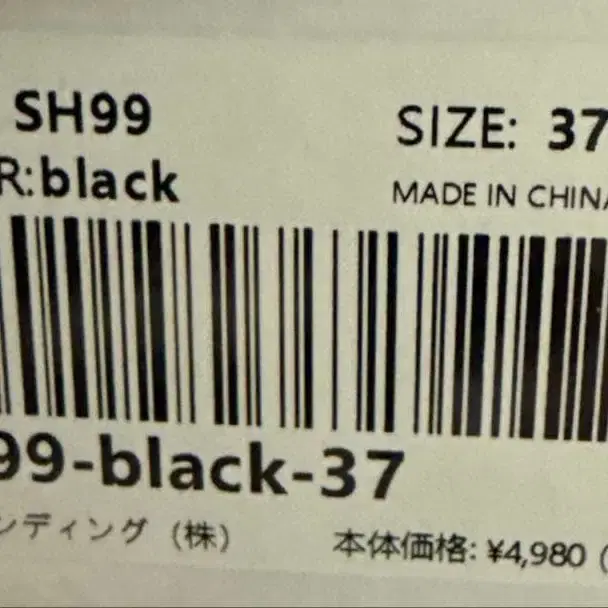 SH99
SIZE: 37
R:black
MADE IN CHINA
99-black-37
ンディング（株）
本体価格: ¥4,980 (